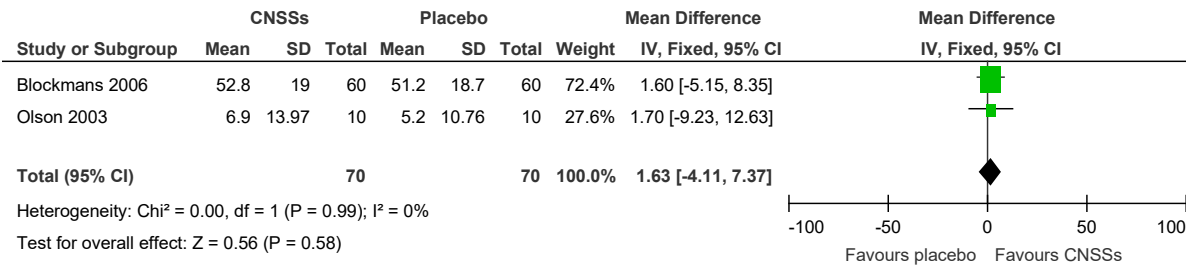 CNSSs Placebo Mean Difference Mean Difference
Study or Subgroup Mean SD Total Mean SD Total Weight IV, Fixed, 95% CI IV, Fixed, 95% CI
Blockmans 2006 52.8 19 60 51.2 18.7 60 72.4% 1.60 [-5.15, 8.35]
Olson 2003 6.9 13.97 10 5.2 10.76 10 27.6% 1.70 [-9.23, 12.63]
Total (95% CI) 70 70 100.0% 1.63 [-4.11, 7.37]
Heterogeneity: Chi² = 0.00, df = 1 (P = 0.99); I² = 0%
Test for overall effect: Z = 0.56 (P = 0.58)
-100 -50 0 50 100
Favours placebo Favours CNSSs